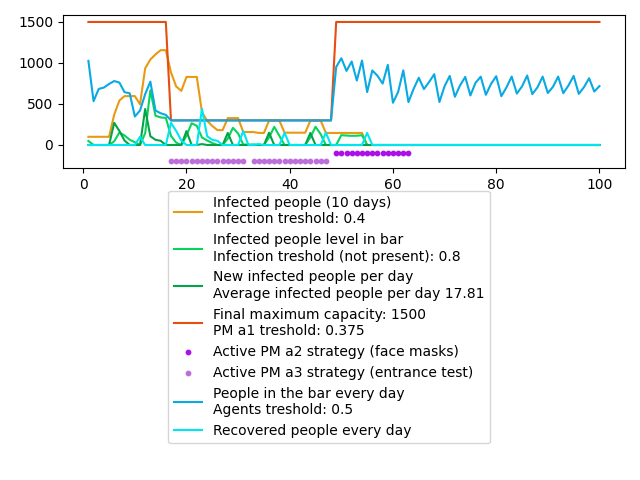 1500
1000
500
0
0 20 40 60 80 100
Infected people (10 days)
Infection treshold: 0.4
Infected people level in bar
Infection treshold (not present): 0.8
New infected people per day
Average infected people per day 17.81
Final maximum capacity: 1500
PM a1 treshold: 0.375
Active PM a2 strategy (face masks)
Active PM a3 strategy (entrance test)
People in the bar every day
Agents treshold: 0.5
Recovered people every day